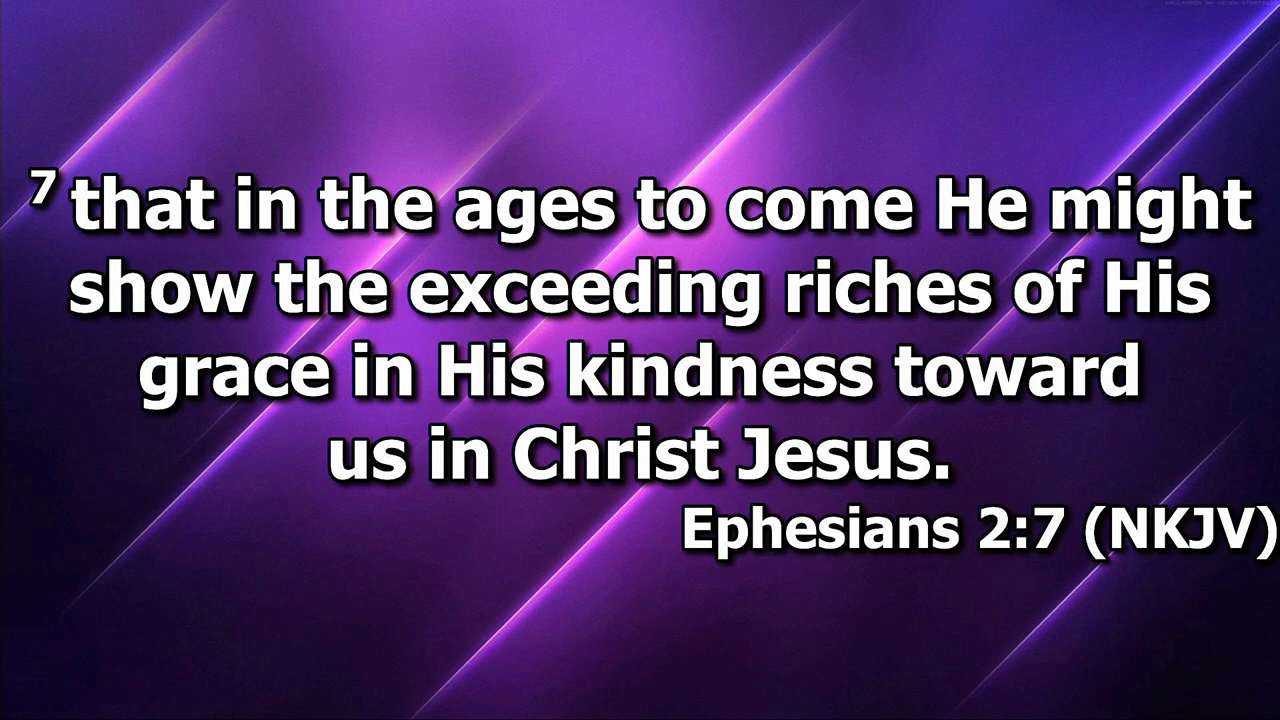 7 that in the ages to come He might
show the exceeding riches of His
grace in His kindness toward
us in Christ Jesus.
Ephesians 2:7 (NKJV)